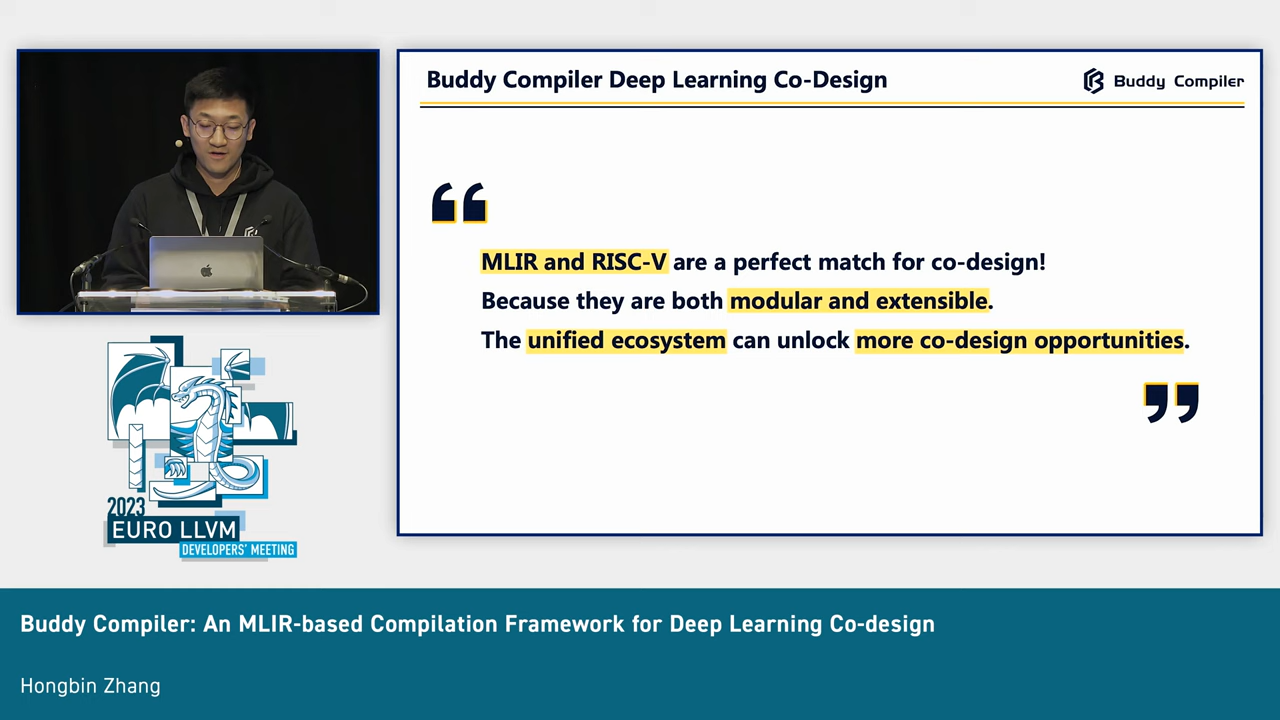 Buddy Compiler Deep Learning Co-Design
Buddy Compiler
“
MLIR and RISC-V are a perfect match for co-design!
Because they are both modular and extensible.
The unified ecosystem can unlock more co-design opportunities.
”
2023
EURO LLVM
DEVELOPERS' MEETING
Buddy Compiler: An MLIR-based Compilation Framework for Deep Learning Co-design
Hongbin Zhang